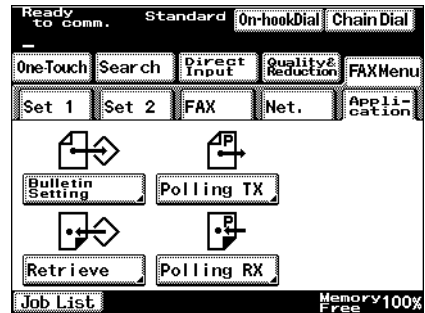 Ready to comm. Standard On-hookDial Chain Dial
One-Touch Search Direct Input Quality& Reduction FAXMenu
Set 1 Set 2 FAX Net. Appli- cation
P
Bulletin Setting Polling TX
P
Retrieve Polling RX
Job List Memory Free 100%